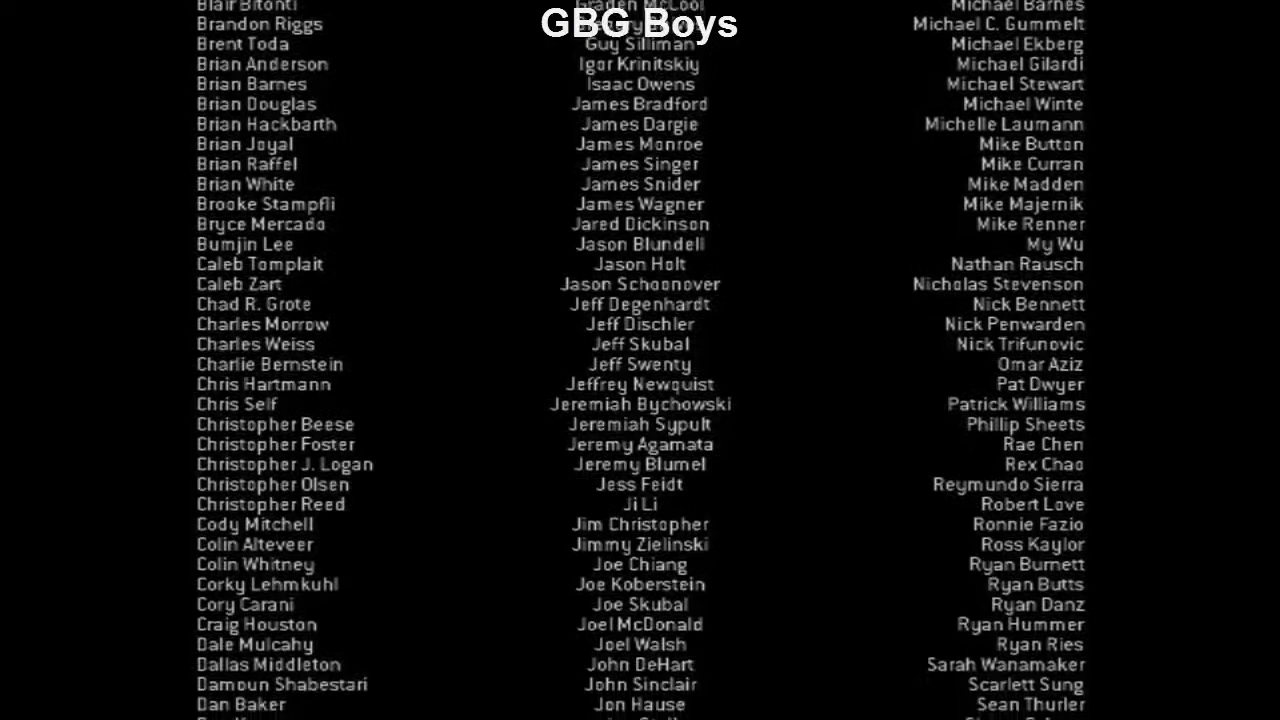 GBG Boys
Blair Bitonti
Brandon Riggs
Brent Toda
Brian Anderson
Brian Barnes
Brian Douglas
Brian Hackbarth
Brian Joyal
Brian Raffel
Brian White
Brooke Stampfli
Bryce Mercado
Bumjin Lee
Caleb Tomplait
Caleb Zart
Chad R. Grote
Charles Morrow
Charles Weiss
Charlie Bernstein
Chris Hartmann
Chris Self
Christopher Beese
Christopher Foster
Christopher J. Logan
Christopher Olsen
Christopher Reed
Cody Mitchell
Colin Alteveer
Colin Whitney
Corky Lehmkuhl
Cory Carani
Craig Houston
Dale Mulcahy
Dallas Middleton
Damoun Shabestari
Dan Baker
Graden McCool
Guy Silliman
Igor Krinitskiy
Isaac Owens
James Bradford
James Dargie
James Monroe
James Singer
James Snider
James Wagner
Jared Dickinson
Jason Blundell
Jason Holt
Jason Schoonover
Jeff Degenhardt
Jeff Dischler
Jeff Skubal
Jeff Swenty
Jeffrey Newquist
Jeremiah Bychowski
Jeremiah Sypult
Jeremy Agamata
Jeremy Blumel
Jess Feidt
Ji Li
Jim Christopher
Jimmy Zielinski
Joe Chiang
Joe Koberstein
Joe Skubal
Joel McDonald
Joel Walsh
John DeHart
John Sinclair
Jon Hause
Michael Barnes
Michael C. Gummelt
Michael Ekberg
Michael Gilardi
Michael Stewart
Michael Winte
Michelle Laumann
Mike Button
Mike Curran
Mike Madden
Mike Majernik
Mike Renner
My Wu
Nathan Rausch
Nicholas Stevenson
Nick Bennett
Nick Penwarden
Nick Trifunovic
Omar Aziz
Pat Dwyer
Patrick Williams
Phillip Sheets
Rae Chen
Rex Chao
Reymundo Sierra
Robert Love
Ronnie Fazio
Ross Kaylor
Ryan Burnett
Ryan Butts
Ryan Danz
Ryan Hummer
Ryan Ries
Sarah Wanamaker
Scarlett Sung
Sean Thurler